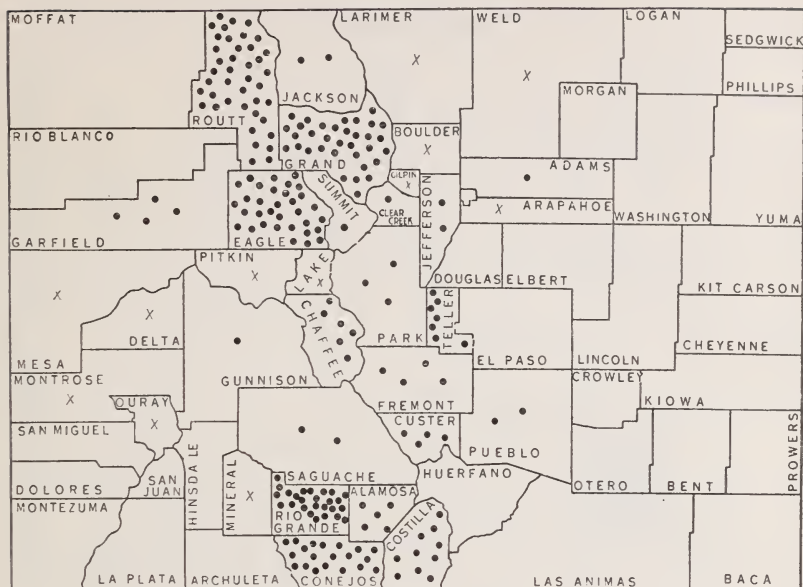 MOFFAT
LARIMER
WELD
LOGAN
SEDGWICK
PHILLIPS
JACKSON
MORGAN
ROUTT
RIO BLANCO
GRAND
BOULDER
GILPIN
ADAMS
SUMMIT
CLEAR
CREEK
JEFFERSON
ARAPAHOE
WASHINGTON
YUMA
GARFIELD
EAGLE
PITKIN
LAKE
DOUGLAS
ELBERT
KIT CARSON
CHAFFEE
PARK
TELLER
MESA
DELTA
GUNNISON
EL PASO
LINCOLN
CHEYENNE
MONTROSE
OURAY
FREMONT
CROWLEY
KIOWA
SAN MIGUEL
CUSTER
PUEBLO
PROWERS
HINSDALE
SAGUACHE
HUERFANO
OTERO
BENT
DOLORES
SAN
JUAN
MINERAL
RIO
GRANDE
ALAMOSA
MONTEZUMA
COSTILLA
LA PLATA
ARCHULETA
CONEJOS
LAS ANIMAS
BACA